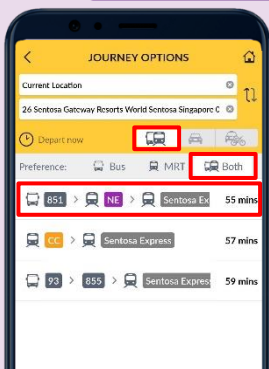 JOURNEY OPTIONS
Current Location
26 Sentosa Gateway Resorts World Sentosa Singapore C
Depart now
Preference: Bus MRT Both
851 > NE > Sentosa Ex 55 mins
CC > Sentosa Express 57 mins
93 > 855 > Sentosa Express 59 mins